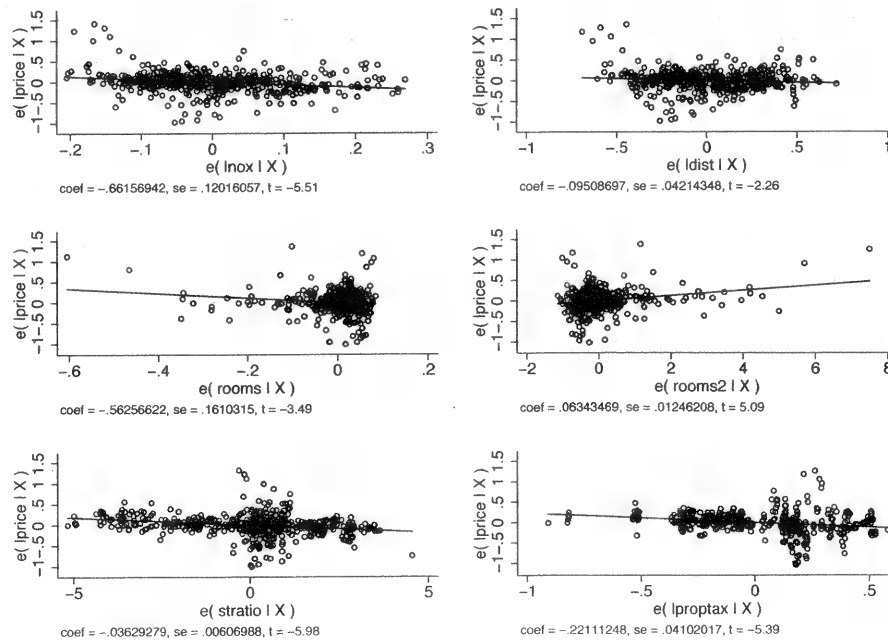 e( lprice | X )
−1−.5 0 .5 1 1.5
−.2 −.1 0 .1 .2 .3
e( lnox | X )
coef = −.66156942, se = .12016057, t = −5.51
e( lprice | X )
−1−.5 0 .5 1 1.5
−1 −.5 0 .5 1
e( ldist | X )
coef = −.09508697, se = .04214348, t = −2.26
e( lprice | X )
−1−.5 0 .5 1 1.5
−.6 −.4 −.2 0 .2
e( rooms | X )
coef = −.56256622, se = .1610315, t = −3.49
e( lprice | X )
−1−.5 0 .5 1 1.5
−2 0 2 4 6 8
e( rooms2 | X )
coef = .06343469, se = .01246208, t = 5.09
e( lprice | X )
−1−.5 0 .5 1 1.5
−5 0 5
e( stratio | X )
coef = −.03629279, se = .00606988, t = −5.98
e( lprice | X )
−1−.5 0 .5 1 1.5
−1 −.5 0 .5
e( lproptax | X )
coef = −.22111248, se = .04102017, t = −5.39